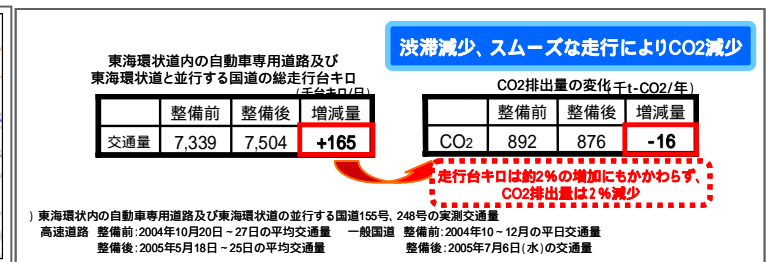 渋滞減少、スムーズな走行によりCO2減少
東海環状道内の自動車専用道路及び
東海環状道と並行する国道の総走行台キロ
(千台キロ/日)
整備前 整備後 増減量
交通量 7,339 7,504 +165
CO2排出量の変化(千t-CO2/年)
整備前 整備後 増減量
CO2 892 876 -16
走行台キロは約2%の増加にもかかわらず、
CO2排出量は2%減少
) 東海環状内の自動車専用道路及び東海環状道の並行する国道155号、248号の実測交通量
高速道路 整備前:2004年10月20日~27日の平均交通量 一般国道 整備前:2004年10~12月の平日交通量
整備後:2005年5月18日~25日の平均交通量 整備後:2005年7月6日(水)の交通量